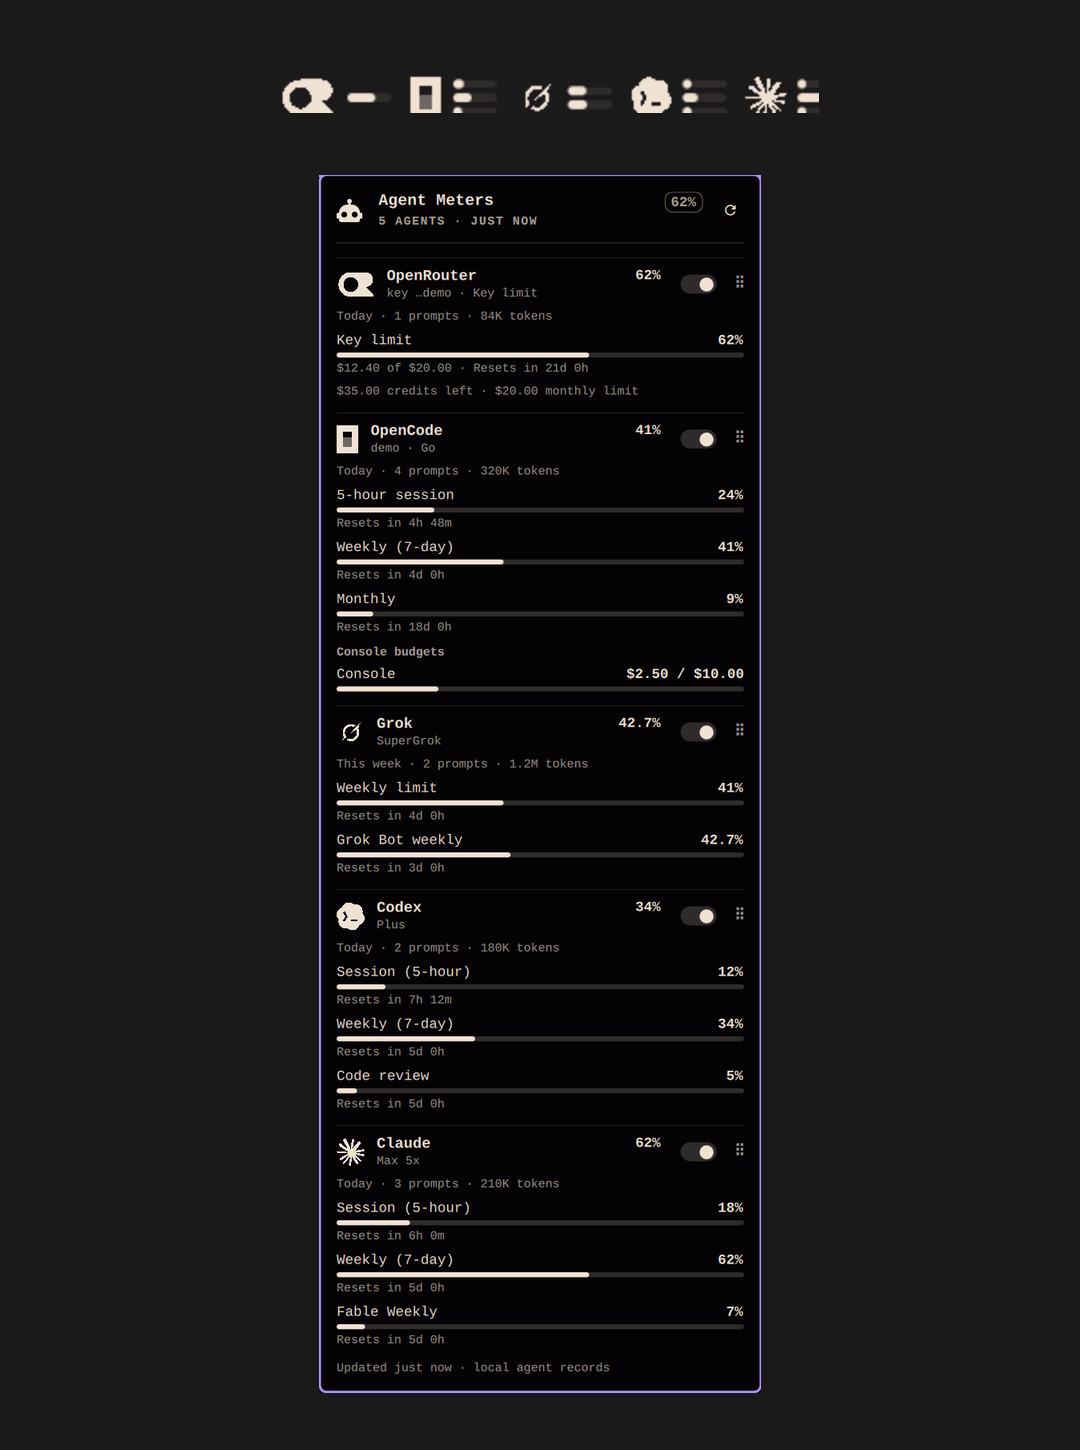 Agent Meters
62%
5 AGENTS · JUST NOW
OpenRouter
62%
key …demo · Key limit
Today · 1 prompts · 84K tokens
Key limit
62%
$12.40 of $20.00 · Resets in 21d 0h
$35.00 credits left · $20.00 monthly limit
OpenCode
41%
demo · Go
Today · 4 prompts · 320K tokens
5-hour session
24%
Resets in 4h 48m
Weekly (7-day)
41%
Resets in 4d 0h
Monthly
9%
Resets in 18d 0h
Console budgets
Console
$2.50 / $10.00
Grok
42.7%
SuperGrok
This week · 2 prompts · 1.2M tokens
Weekly limit
41%
Resets in 4d 0h
Grok Bot weekly
42.7%
Resets in 3d 0h
Codex
34%
Plus
Today · 2 prompts · 180K tokens
Session (5-hour)
12%
Resets in 7h 12m
Weekly (7-day)
34%
Resets in 5d 0h
Code review
5%
Resets in 5d 0h
Claude
62%
Max 5x
Today · 3 prompts · 210K tokens
Session (5-hour)
18%
Resets in 6h 0m
Weekly (7-day)
62%
Resets in 5d 0h
Fable Weekly
7%
Resets in 5d 0h
Updated just now · local agent records